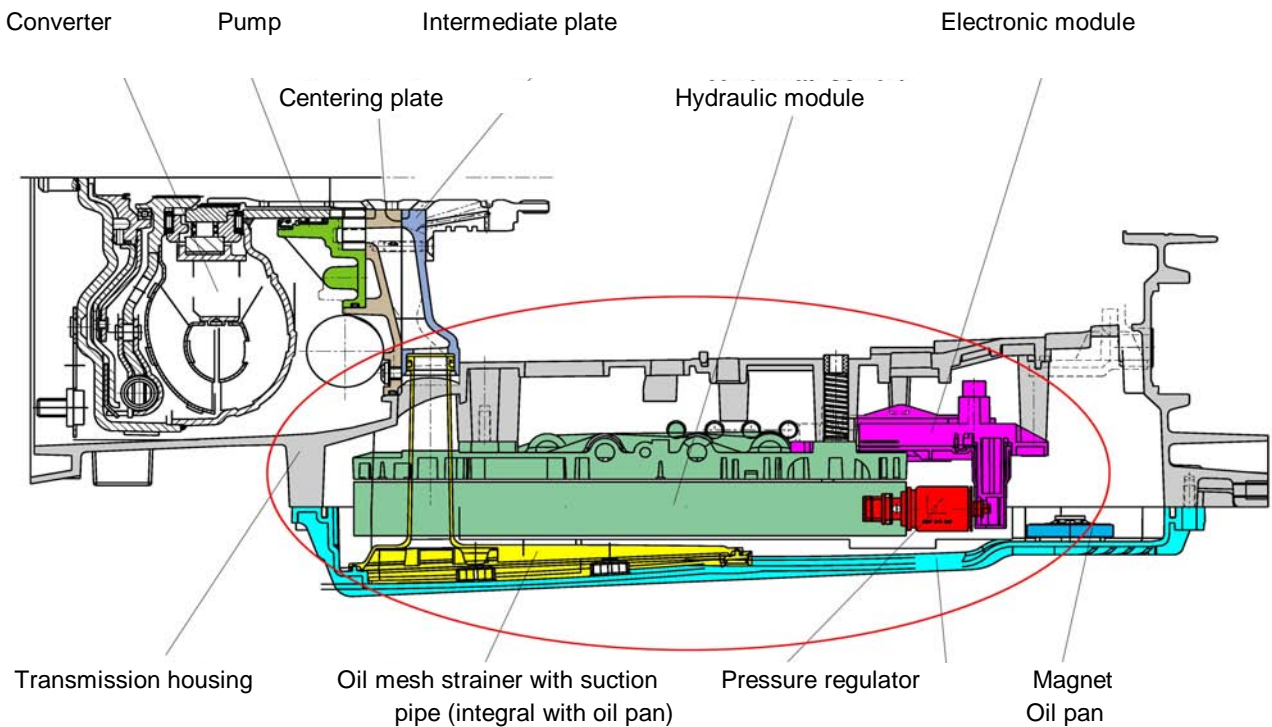 Converter Pump Intermediate plate Electronic module
Centering plate Hydraulic module
Transmission housing Oil mesh strainer with suction Pressure regulator Magnet
pipe (integral with oil pan) Oil pan